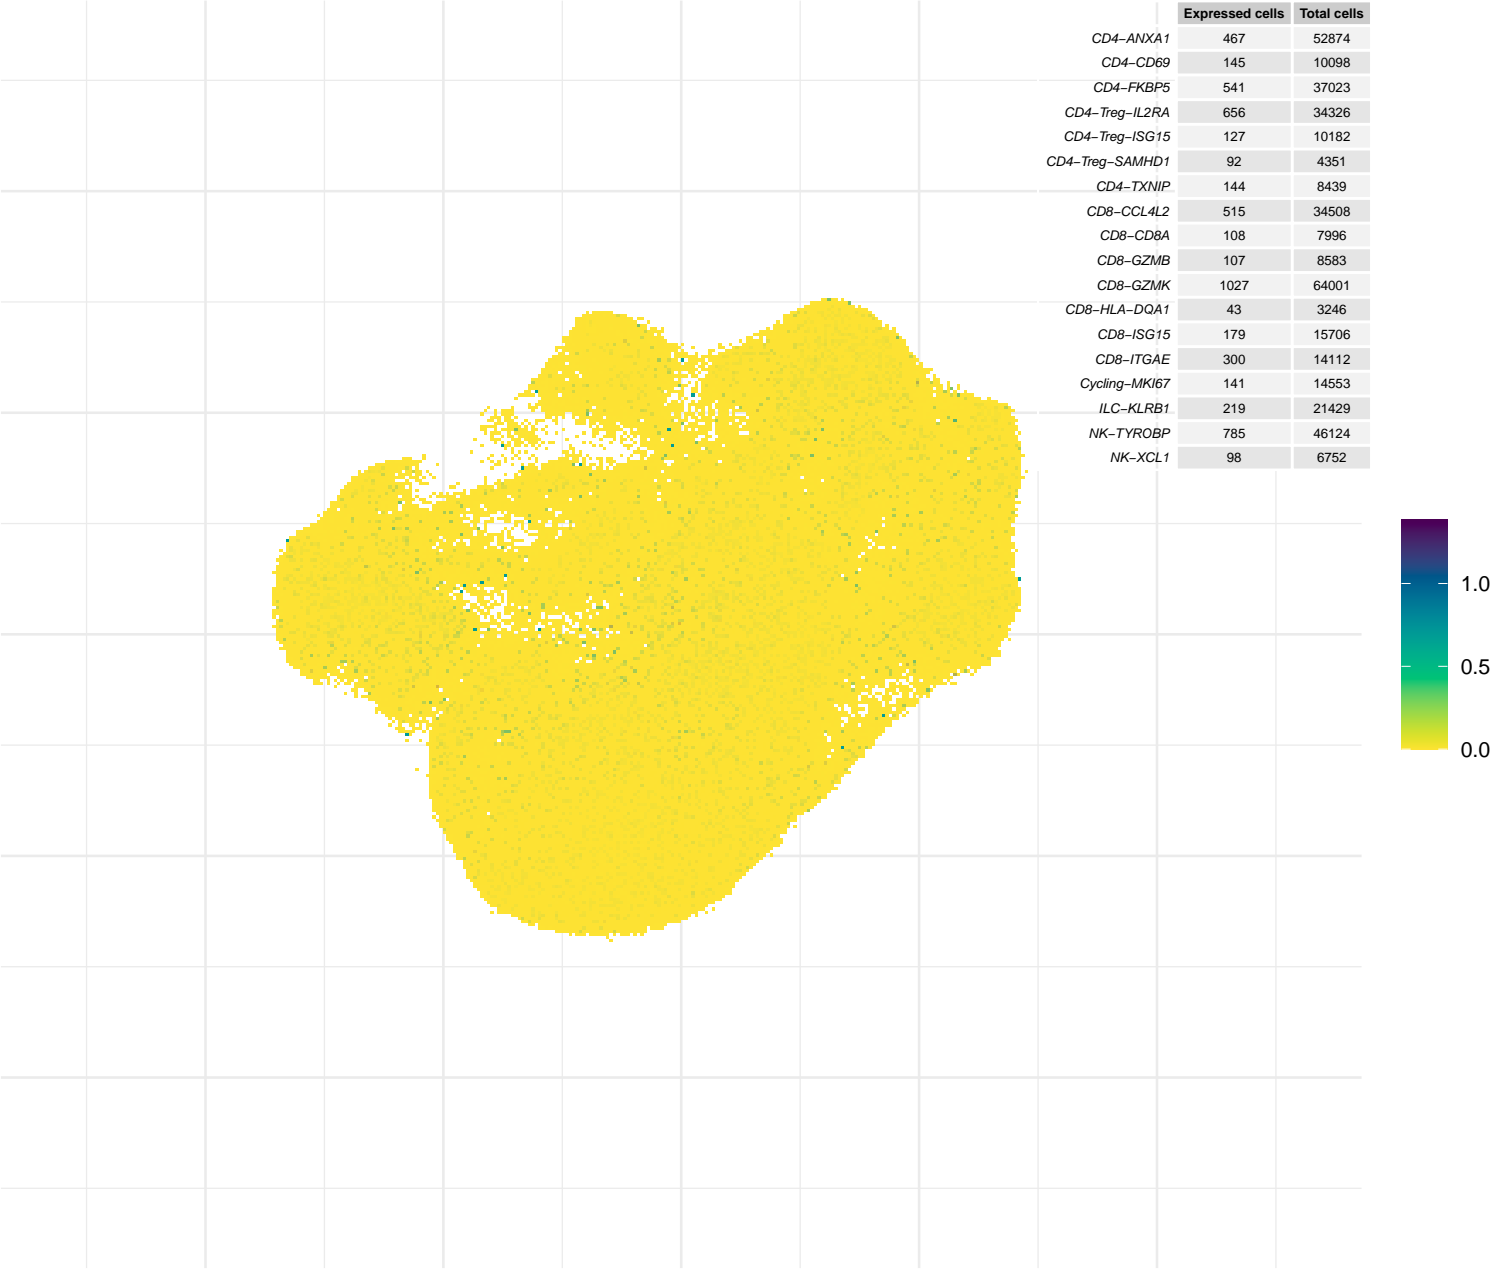 Expressed cells Total cells
CD4−ANXA1 467 52874
CD4−CD69 145 10098
CD4−FKBP5 541 37023
CD4−Treg−IL2RA 656 34326
CD4−Treg−ISG15 127 10182
CD4−Treg−SAMHD1 92 4351
CD4−TXNIP 144 8439
CD8−CCL4L2 515 34508
CD8−CD8A 108 7996
CD8−GZMB 107 8583
CD8−GZMK 1027 64001
CD8−HLA−DQA1 43 3246
CD8−ISG15 179 15706
CD8−ITGAE 300 14112
Cycling−MKI67 141 14553
ILC−KLRB1 219 21429
NK−TYROBP 785 46124
NK−XCL1 98 6752
1.0
0.5
0.0